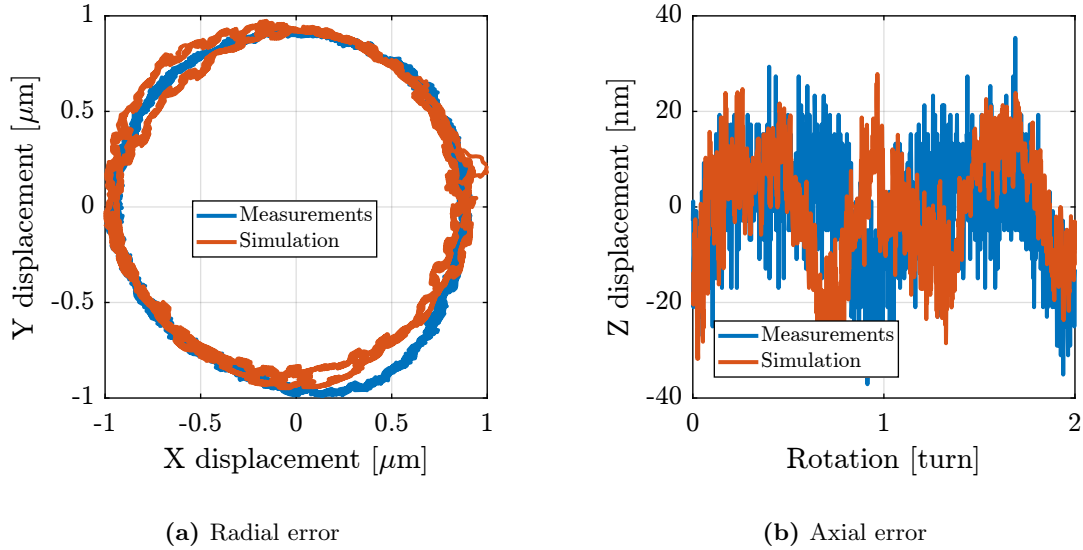 1
0.5
0
-0.5
-1
-1
-0.5
0
0.5
1
Y displacement [μm]
X displacement [μm]
Measurements
Simulation
(a) Radial error
40
20
0
-20
-40
0
1
2
Z displacement [nm]
Rotation [turn]
Measurements
Simulation
(b) Axial error